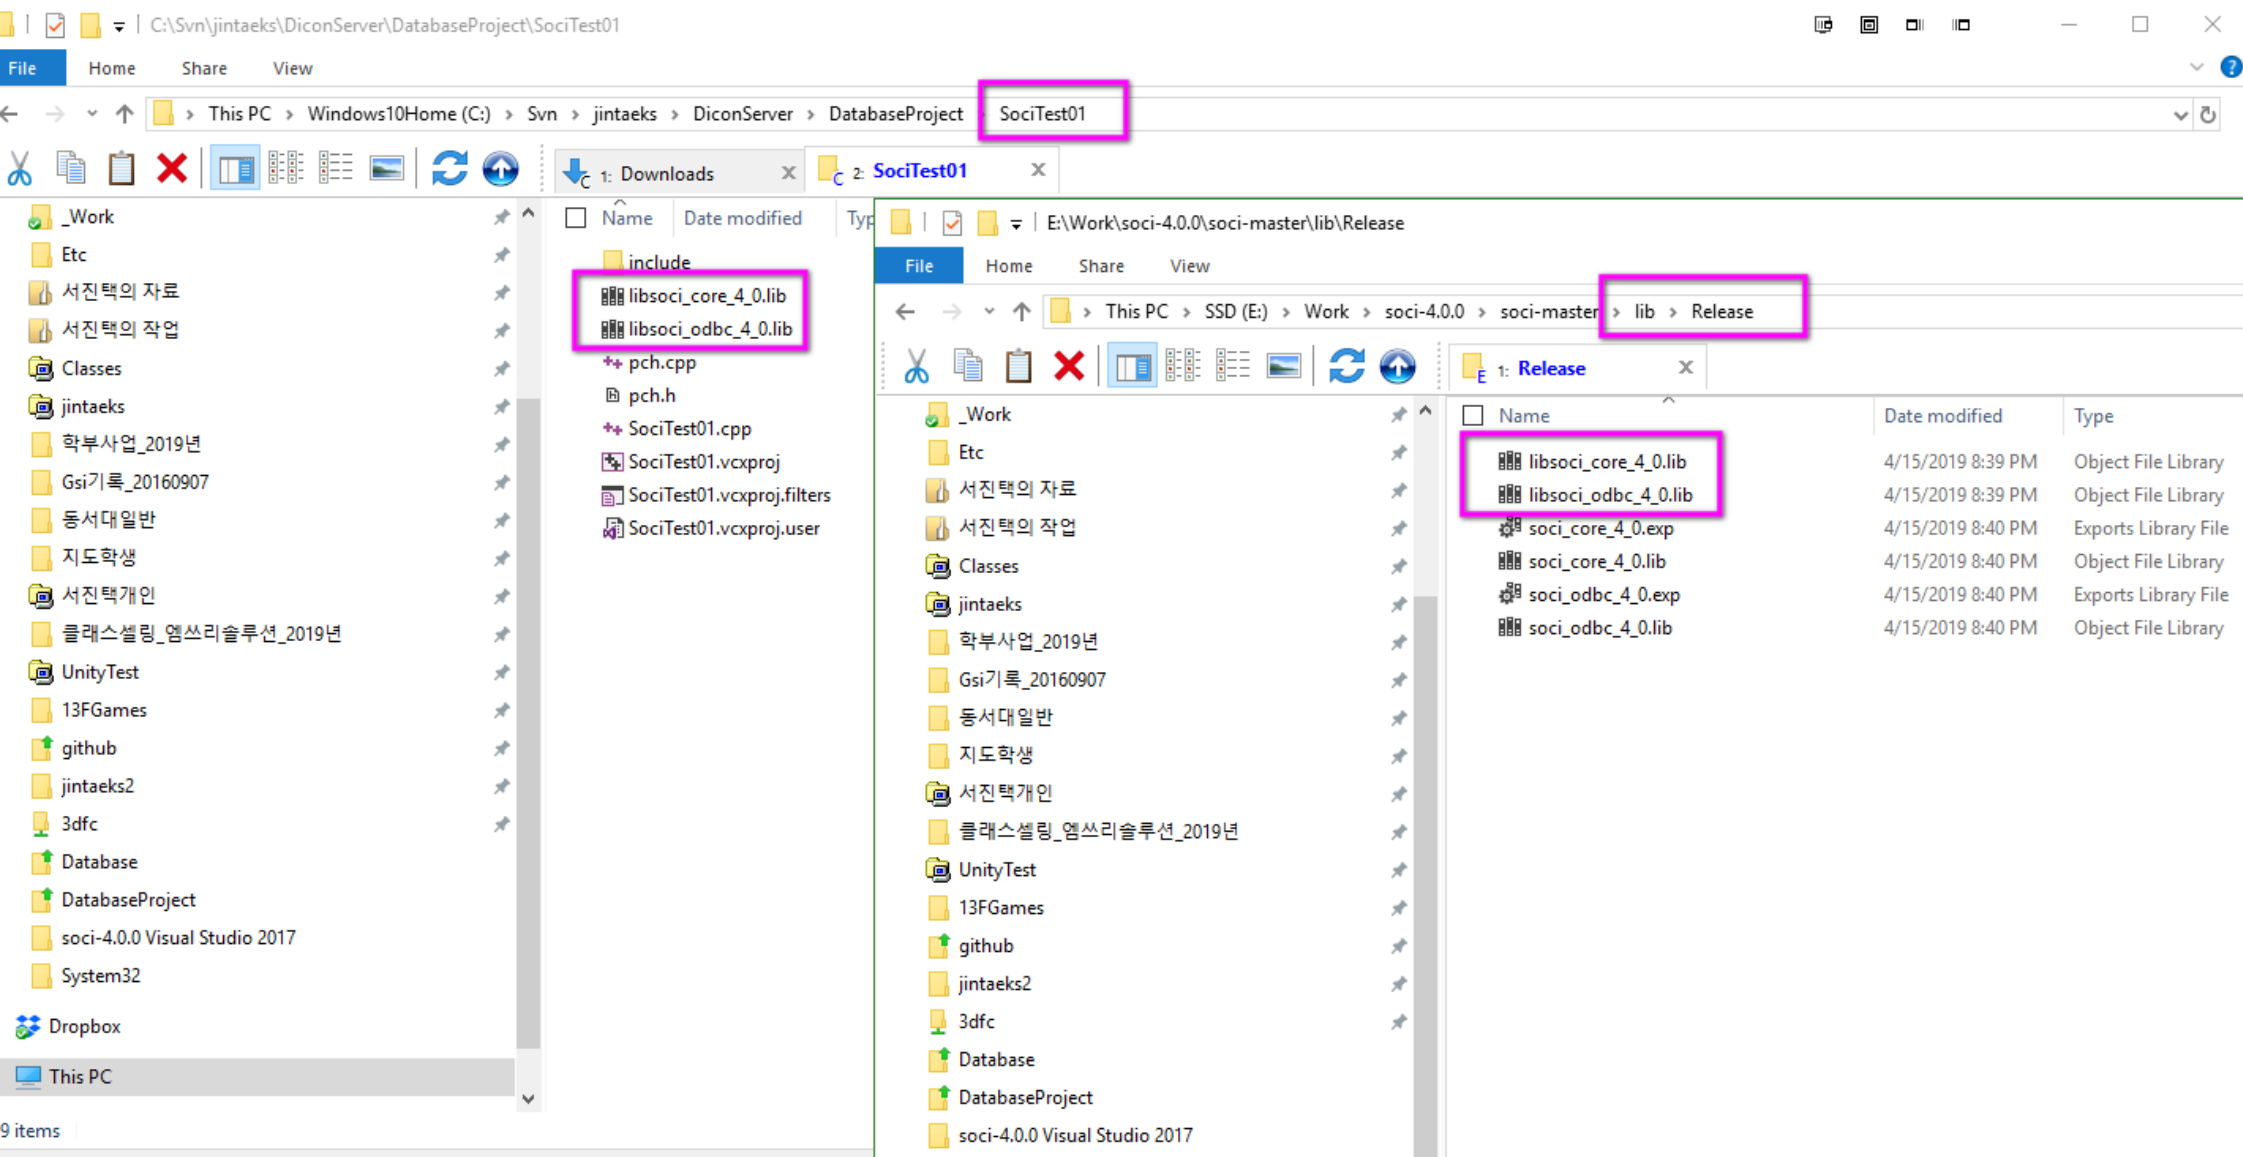 C:\Svn\jintaeks\DiconServer\DatabaseProject\SociTest01
File Home Share View
This PC Windows10Home (C:) Svn jintaeks DiconServer DatabaseProject SociTest01
1: Downloads 2: SociTest01
_Work
Etc
서진택의 자료
서진택의 작업
Classes
jintaeks
학부사업_2019년
Gsi기록_20160907
동서대일반
지도학생
서진택개인
클래스셀링_엠쓰리솔루션_2019년
UnityTest
13FGames
github
jintaeks2
3dfc
Database
DatabaseProject
soci-4.0.0 Visual Studio 2017
System32
Dropbox
This PC
9 items
Name Date modified Typ
include
libsoci_core_4_0.lib
libsoci_odbc_4_0.lib
pch.cpp
pch.h
SociTest01.cpp
SociTest01.vcxproj
SociTest01.vcxproj.filters
SociTest01.vcxproj.user
E:\Work\soci-4.0.0\soci-master\lib\Release
File Home Share View
This PC SSD (E:) Work soci-4.0.0 soci-master lib Release
1: Release
_Work
Etc
서진택의 자료
서진택의 작업
Classes
jintaeks
학부사업_2019년
Gsi기록_20160907
동서대일반
지도학생
서진택개인
클래스셀링_엠쓰리솔루션_2019년
UnityTest
13FGames
github
jintaeks2
3dfc
Database
DatabaseProject
soci-4.0.0 Visual Studio 2017
Name Date modified Type
libsoci_core_4_0.lib 4/15/2019 8:39 PM Object File Library
libsoci_odbc_4_0.lib 4/15/2019 8:39 PM Object File Library
soci_core_4_0.exp 4/15/2019 8:40 PM Exports Library File
soci_core_4_0.lib 4/15/2019 8:40 PM Object File Library
soci_odbc_4_0.exp 4/15/2019 8:40 PM Exports Library File
soci_odbc_4_0.lib 4/15/2019 8:40 PM Object File Library